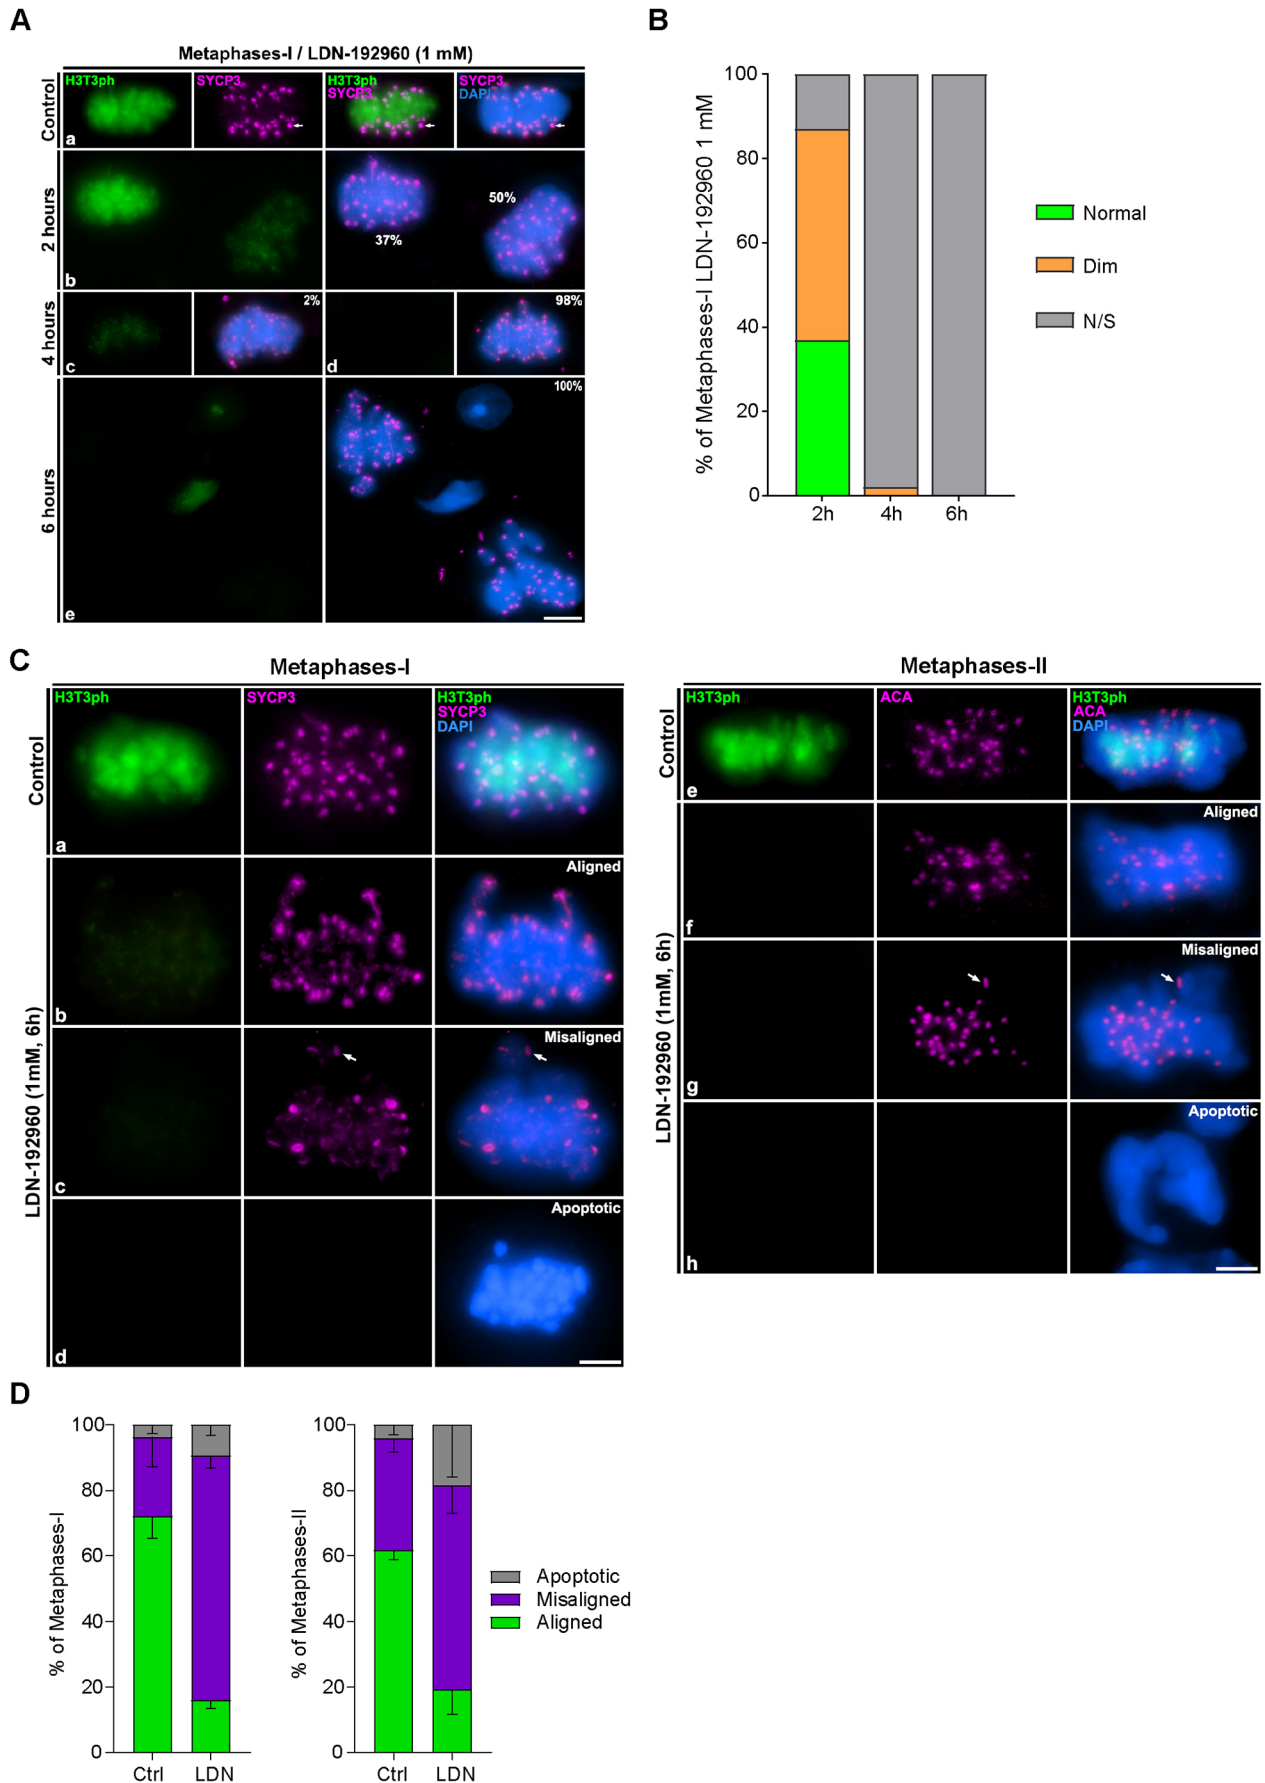 A
Metaphases-I / LDN-192960 (1 mM)
Control
H3T3ph
SYCP3
H3T3ph
SYCP3
SYCP3
DAPI
a
2 hours
37%
50%
b
4 hours
2%
98%
c
d
6 hours
100%
e
B
% of Metaphases-I LDN-192960 1 mM
100
80
60
40
20
0
2h
4h
6h
Normal
Dim
N/S
C
Metaphases-I
Control
H3T3ph
SYCP3
H3T3ph
SYCP3
DAPI
a
LDN-192960 (1mM, 6h)
Aligned
b
Misaligned
c
Apoptotic
d
Metaphases-II
Control
H3T3ph
ACA
H3T3ph
ACA
DAPI
e
LDN-192960 (1mM, 6h)
Aligned
f
Misaligned
g
Apoptotic
h
D
% of Metaphases-I
100
80
60
40
20
0
Ctrl
LDN
% of Metaphases-II
100
80
60
40
20
0
Ctrl
LDN
Apoptotic
Misaligned
Aligned